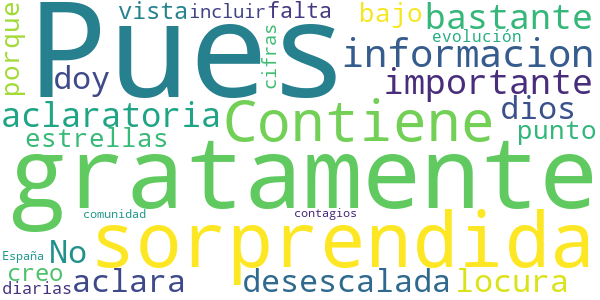 porque Pues vista incluir falta bajo bastante
doy cifras informacion evolución
importante
aclaratoria Contiene dios
estrellas punto
gratamente
comunidad contagios
No sorprendida
España
creo aclara desescalada locura
diarias